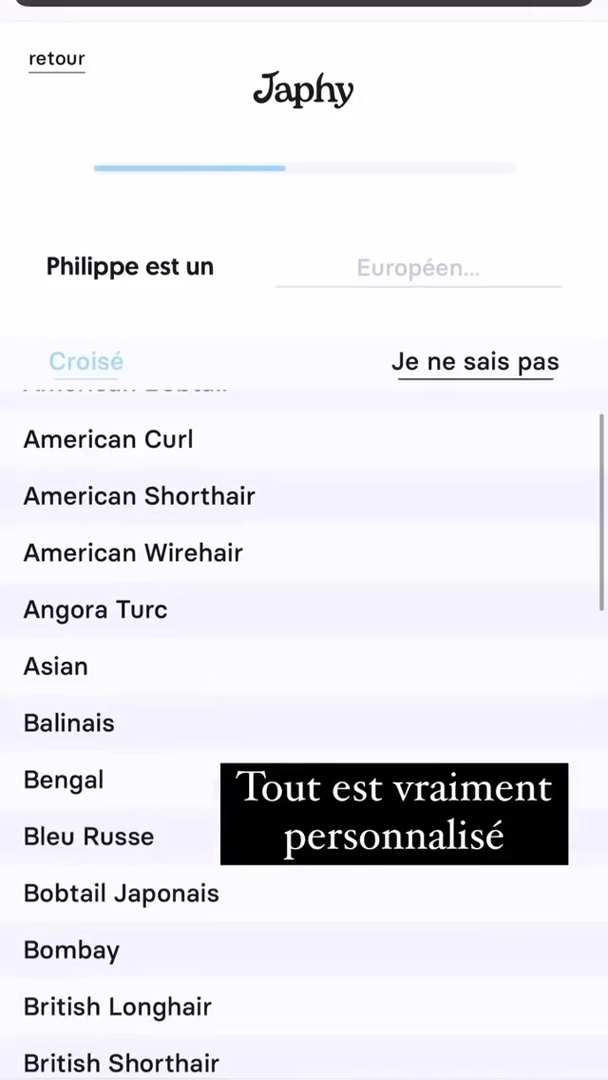 retour
Japhy
Philippe est un
Européen...
Croisé
Je ne sais pas
American Curl
American Shorthair
American Wirehair
Angora Turc
Asian
Balinais
Bengal
Tout est vraiment
personnalisé
Bleu Russe
Bobtail Japonais
Bombay
British Longhair
British Shorthair